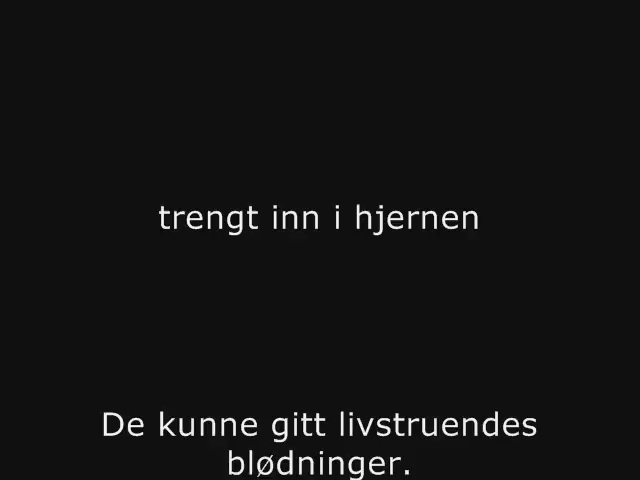 trengt inn i hjernen
De kunne gitt livstruendes
blødninger.